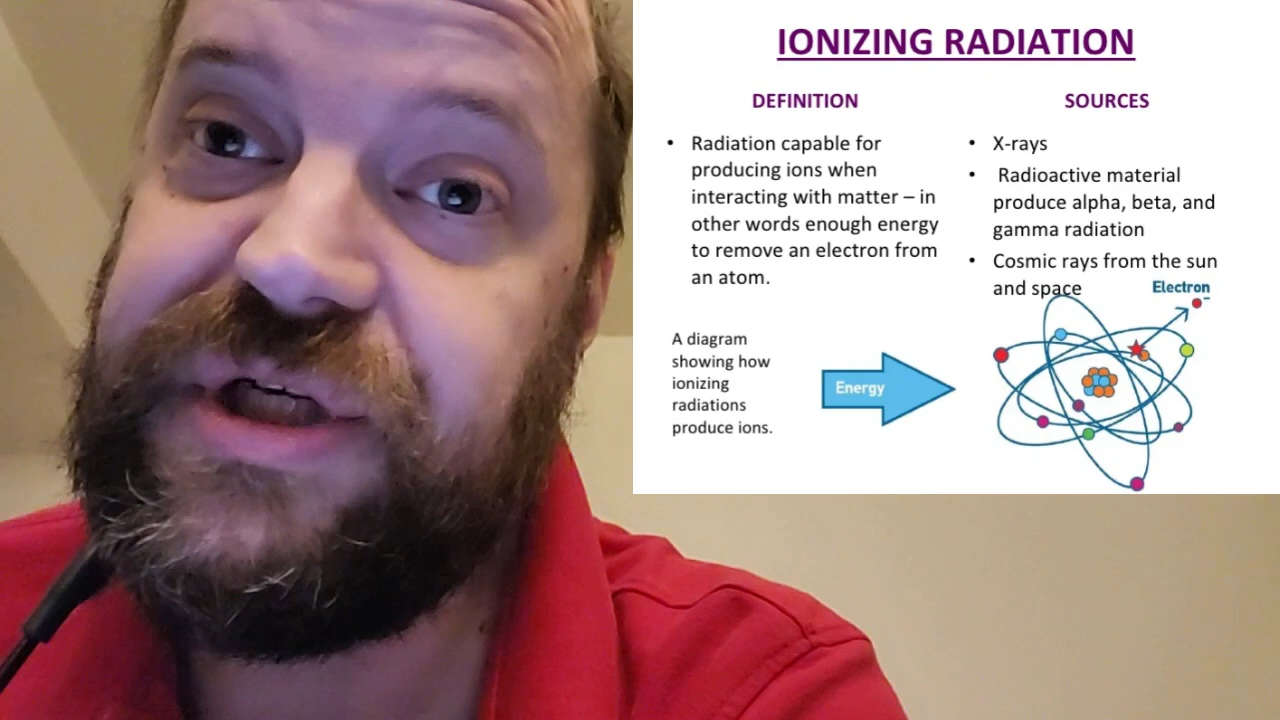 IONIZING RADIATION
DEFINITION
• Radiation capable for
producing ions when
interacting with matter – in
other words enough energy
to remove an electron from
an atom.
SOURCES
• X-rays
• Radioactive material
produce alpha, beta, and
gamma radiation
• Cosmic rays from the sun
and space
Electron
A diagram
showing how
ionizing
radiations
produce ions.
Energy